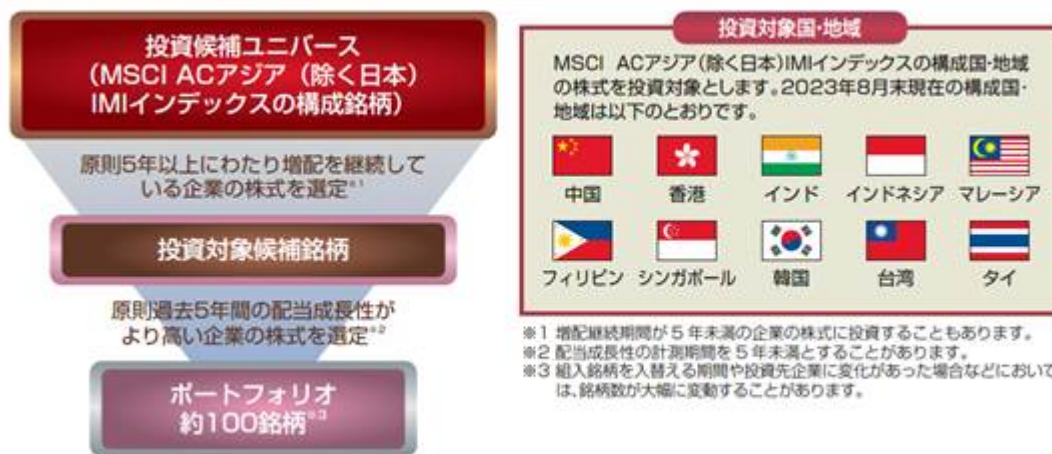 投資候補ユニバース
（MSCI ACアジア（除く日本）
IMIインデックスの構成銘柄）
原則5年以上にわたり増配を継続して
いる企業の株式を選定※1
投資対象候補銘柄
原則過去5年間の配当成長性が
より高い企業の株式を選定※2
ポートフォリオ
約100銘柄※3
投資対象国・地域
MSCI ACアジア(除く日本)IMIインデックスの構成国・地域
の株式を投資対象とします。2023年8月末現在の構成国・
地域は以下のとおりです。
中国 香港 インド インドネシア マレーシア
フィリピン シンガポール 韓国 台湾 タイ
※1 増配継続期間が5年未満の企業の株式に投資することもあります。
※2 配当成長性の計測期間を5年未満とすることがあります。
※3 組入銘柄を入替える期間や投資先企業に変化があった場合などにおいて
は、銘柄数が大幅に変動することがあります。